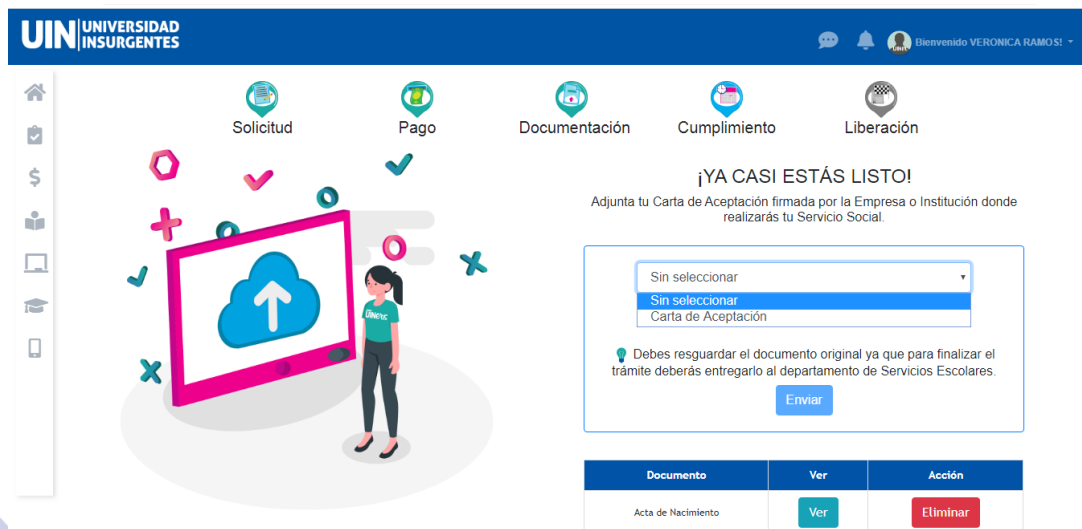 UIN UNIVERSIDAD
INSURGENTES
Bienvenido VERONICA RAMOS!
Solicitud
Pago
Documentación
Cumplimiento
Liberación
¡YA CASI ESTÁS LISTO!
Adjunta tu Carta de Aceptación firmada por la Empresa o Institución donde
realizarás tu Servicio Social.
Sin seleccionar
Sin seleccionar
Carta de Aceptación
Debes resguardar el documento original ya que para finalizar el
trámite deberás entregarlo al departamento de Servicios Escolares.
Enviar
Documento Ver Acción
Acta de Nacimiento Ver Eliminar